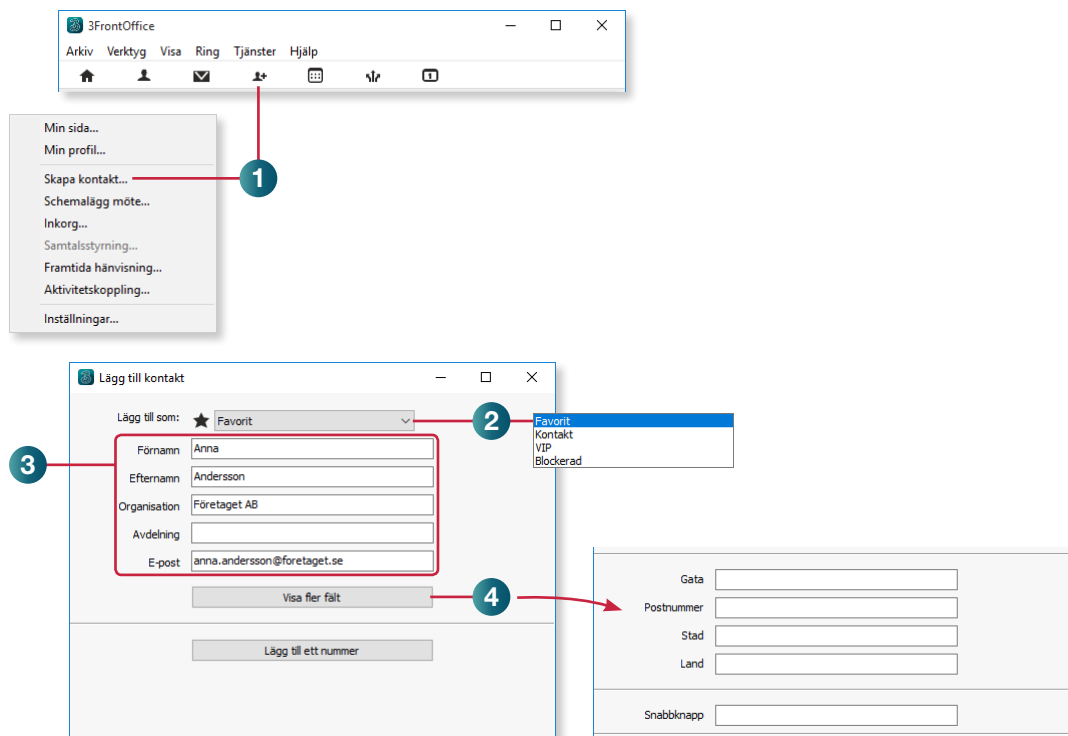 3FrontOffice
Arkiv Verktyg Visa Ring Tjänster Hjälp
1
Min sida...
Min profil...
Skapa kontakt...
1
Schemalägg möte...
Inkorg...
Samtalsstyrning...
Framtida hänvisning...
Aktivitetskoppling...
Inställningar...
Lägg till kontakt
Lägg till som: Favorit
2
Favorit
Kontakt
VIP
Blockerad
3
Förnamn Anna
Efternamn Andersson
Organisation Företaget AB
Avdelning
E-post anna.andersson@foretaget.se
Visa fler fält
4
Lägg till ett nummer
Gata
Postnummer
Stad
Land
Snabbknapp